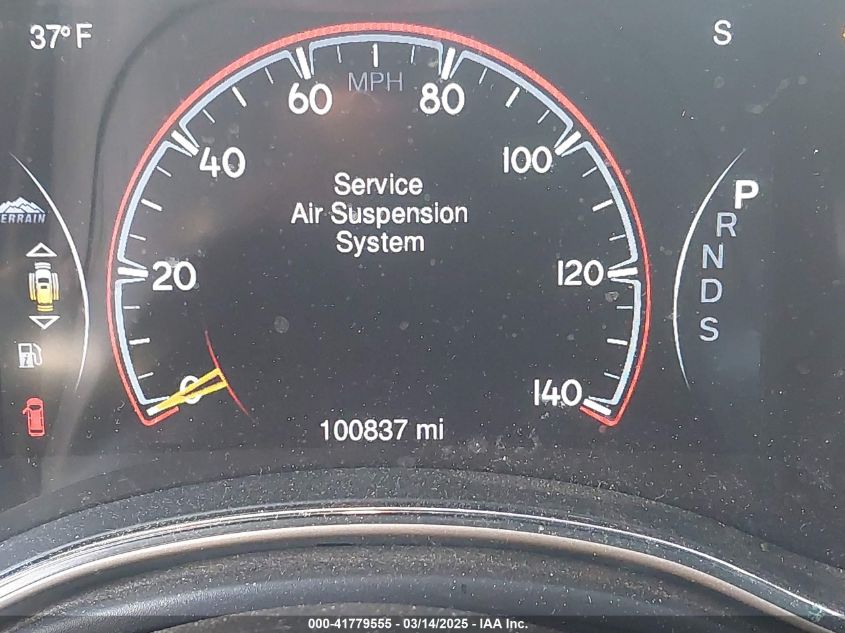 37°F
S
MPH
60
80
40
100
Service
Air Suspension
System
P
R
N
D
S
TERRAIN
20
120
0
140
100837 mi
000-41779555 - 03/14/2025 - IAA Inc.